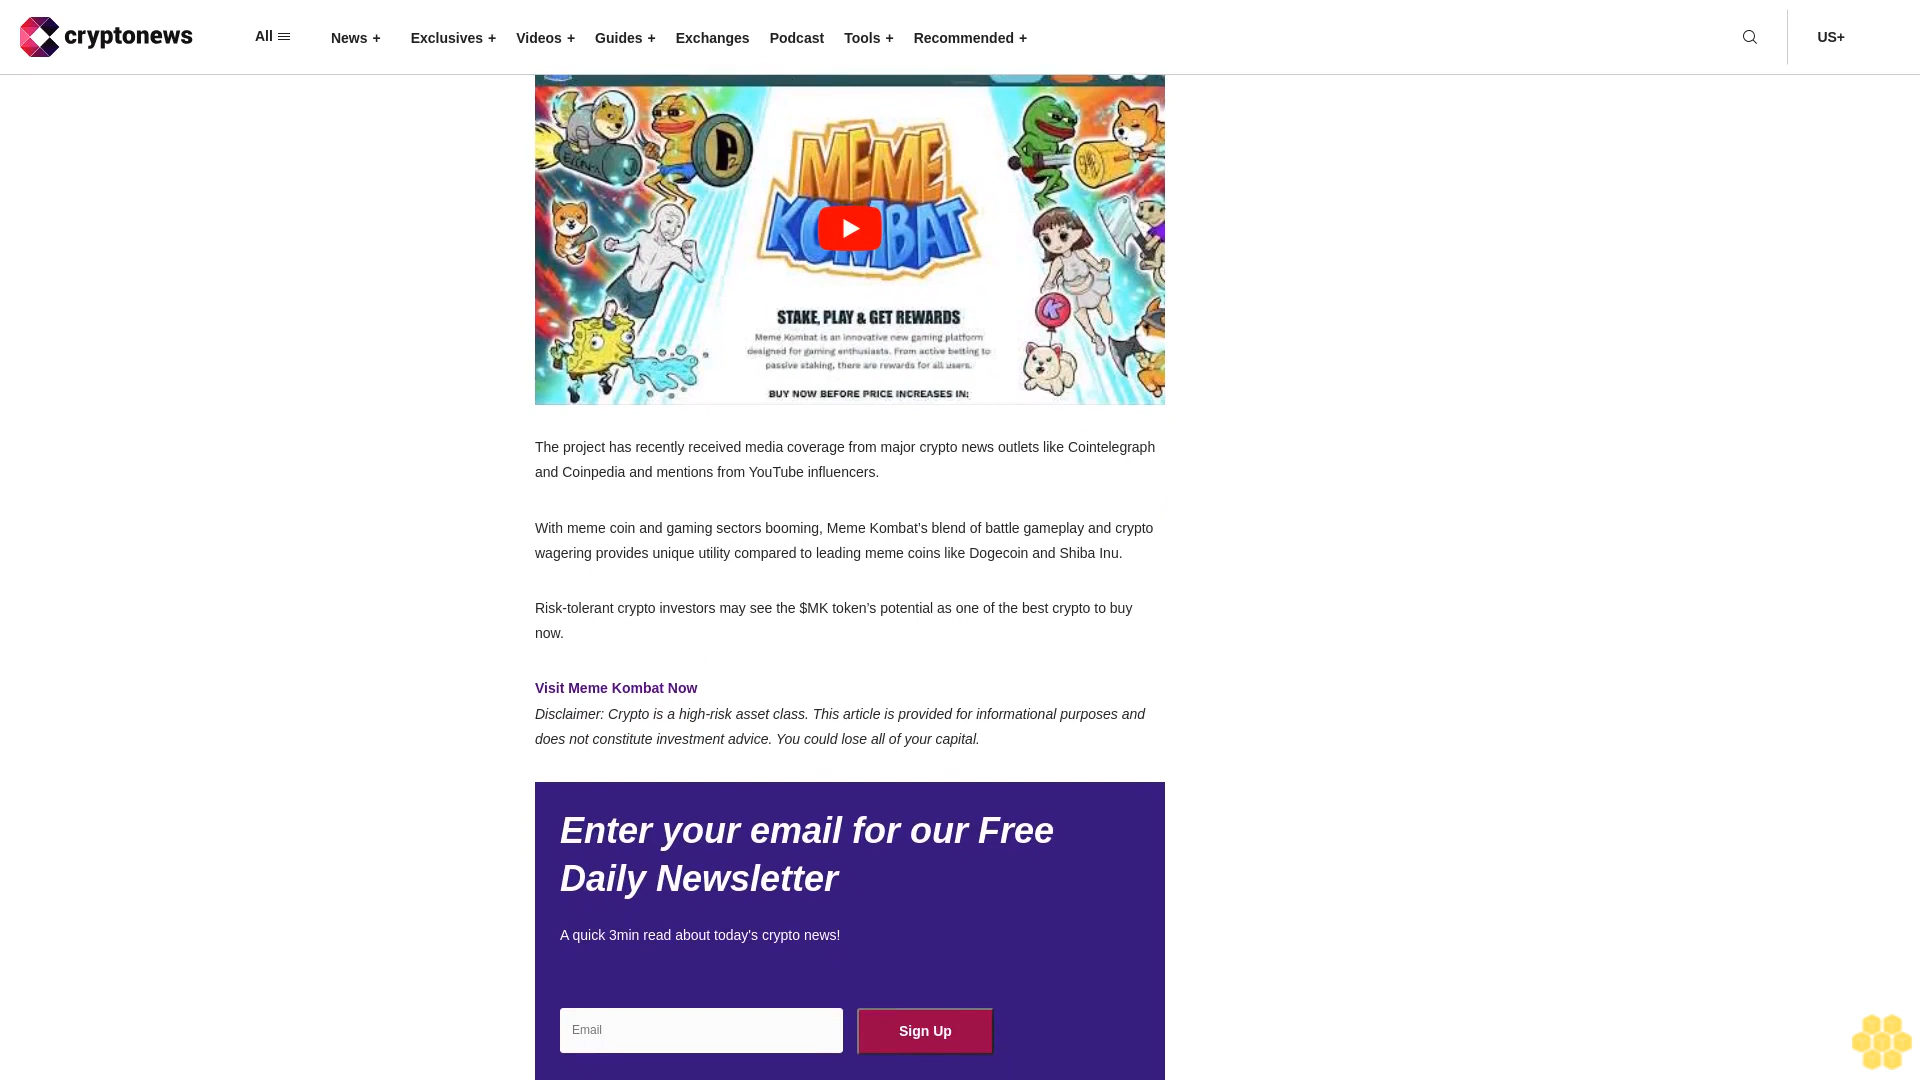 cryptonews
All
News +
Exclusives +
Videos +
Guides +
Exchanges
Podcast
Tools +
Recommended +
US+
MEME
KOMBAT
STAKE, PLAY & GET REWARDS
Meme Kombat is an innovative new gaming platform
designed for gaming enthusiasts. From active betting to
passive staking, there are rewards for all users.
BUY NOW BEFORE PRICE INCREASES IN:
The project has recently received media coverage from major crypto news outlets like Cointelegraph
and Coinpedia and mentions from YouTube influencers.
With meme coin and gaming sectors booming, Meme Kombat’s blend of battle gameplay and crypto
wagering provides unique utility compared to leading meme coins like Dogecoin and Shiba Inu.
Risk-tolerant crypto investors may see the $MK token’s potential as one of the best crypto to buy
now.
Visit Meme Kombat Now
Disclaimer: Crypto is a high-risk asset class. This article is provided for informational purposes and
does not constitute investment advice. You could lose all of your capital.
Enter your email for our Free
Daily Newsletter
A quick 3min read about today's crypto news!
Email
Sign Up